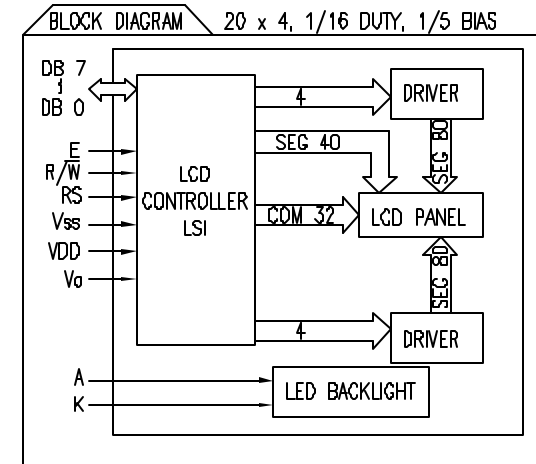 BLOCK DIAGRAM 20 x 4, 1/16 DUTY, 1/5 BIAS
DB 7
DB 0
E
R/W̅
RS
Vss
VDD
Vo
A
K
LCD
CONTROLLER
LSI
4
SEG 40
COM 32
4
DRIVER
SEG 80
LCD PANEL
SEG 80
DRIVER
LED BACKLIGHT